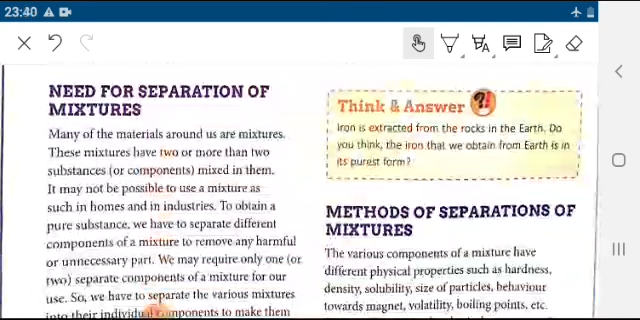 23:40
NEED FOR SEPARATION OF
MIXTURES
Many of the materials around us are mixtures.
These mixtures have two or more than two
substances (or components) mixed in them.
It may not be possible to use a mixture as
such in homes and in industries. To obtain a
pure substance, we have to separate different
components of a mixture to remove any harmful
or unnecessary part. We may require only one (or
two) separate components of a mixture for our
use. So, we have to separate the various mixtures
into their individual components to make them
Think & Answer ?!
Iron is extracted from the rocks in the Earth. Do
you think, the iron that we obtain from Earth is in
its purest form?
METHODS OF SEPARATIONS OF
MIXTURES
The various components of a mixture have
different physical properties such as hardness,
density, solubility, size of particles, behaviour
towards magnet, volatility, boiling points, etc.